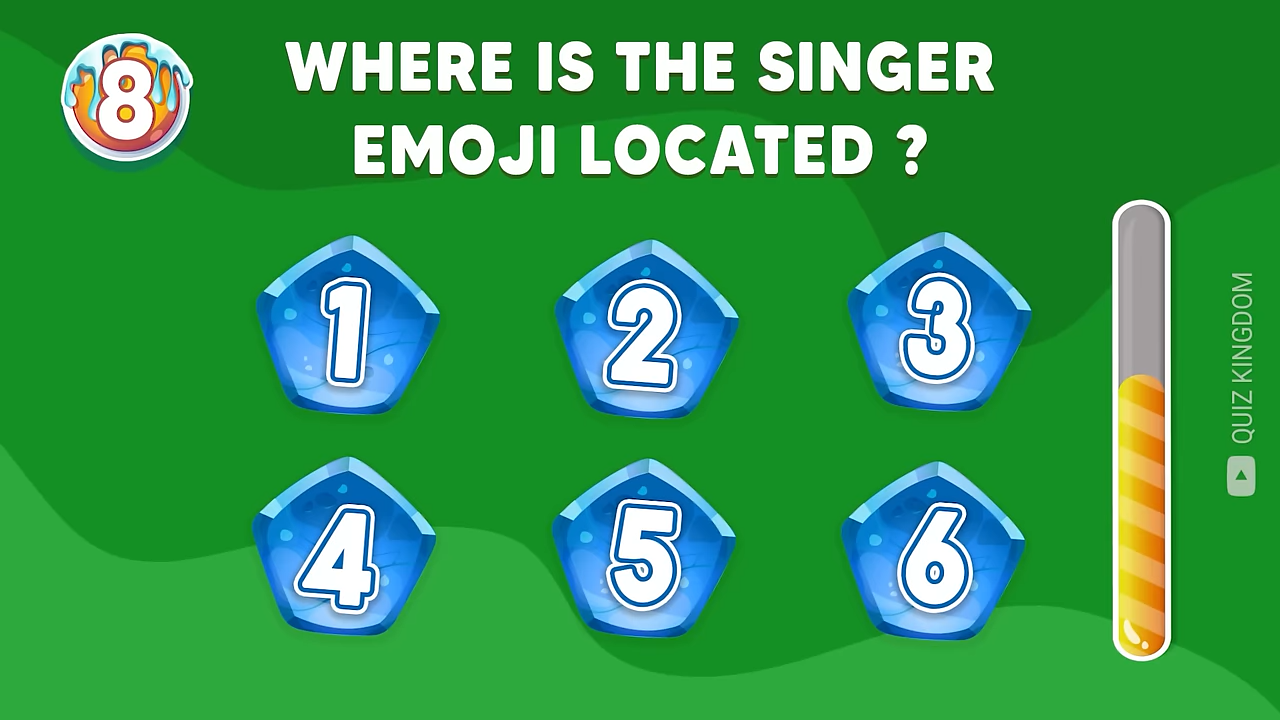 8
WHERE IS THE SINGER
EMOJI LOCATED ?
1
2
3
4
5
6
QUIZ KINGDOM